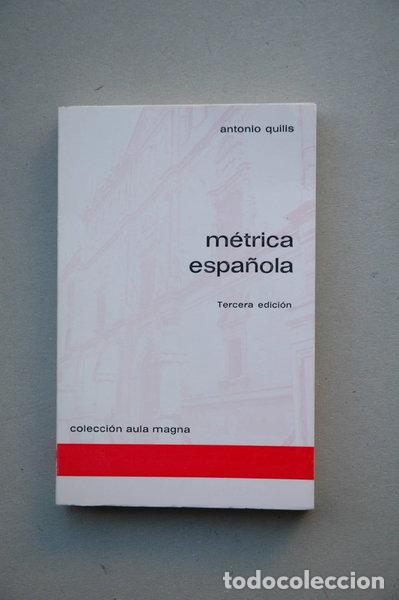 antonio quilis
métrica
española
Tercera edición
colección aula magna
todocoleccion